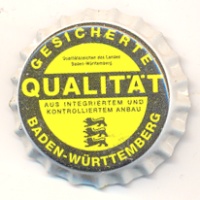 GESICHERTE
Qualitätszeichen des Landes
Baden-Württemberg
QUALITÄT
AUS INTEGRIERTEM UND
KONTROLLIERTEM ANBAU
BADEN-WÜRTTEMBERG